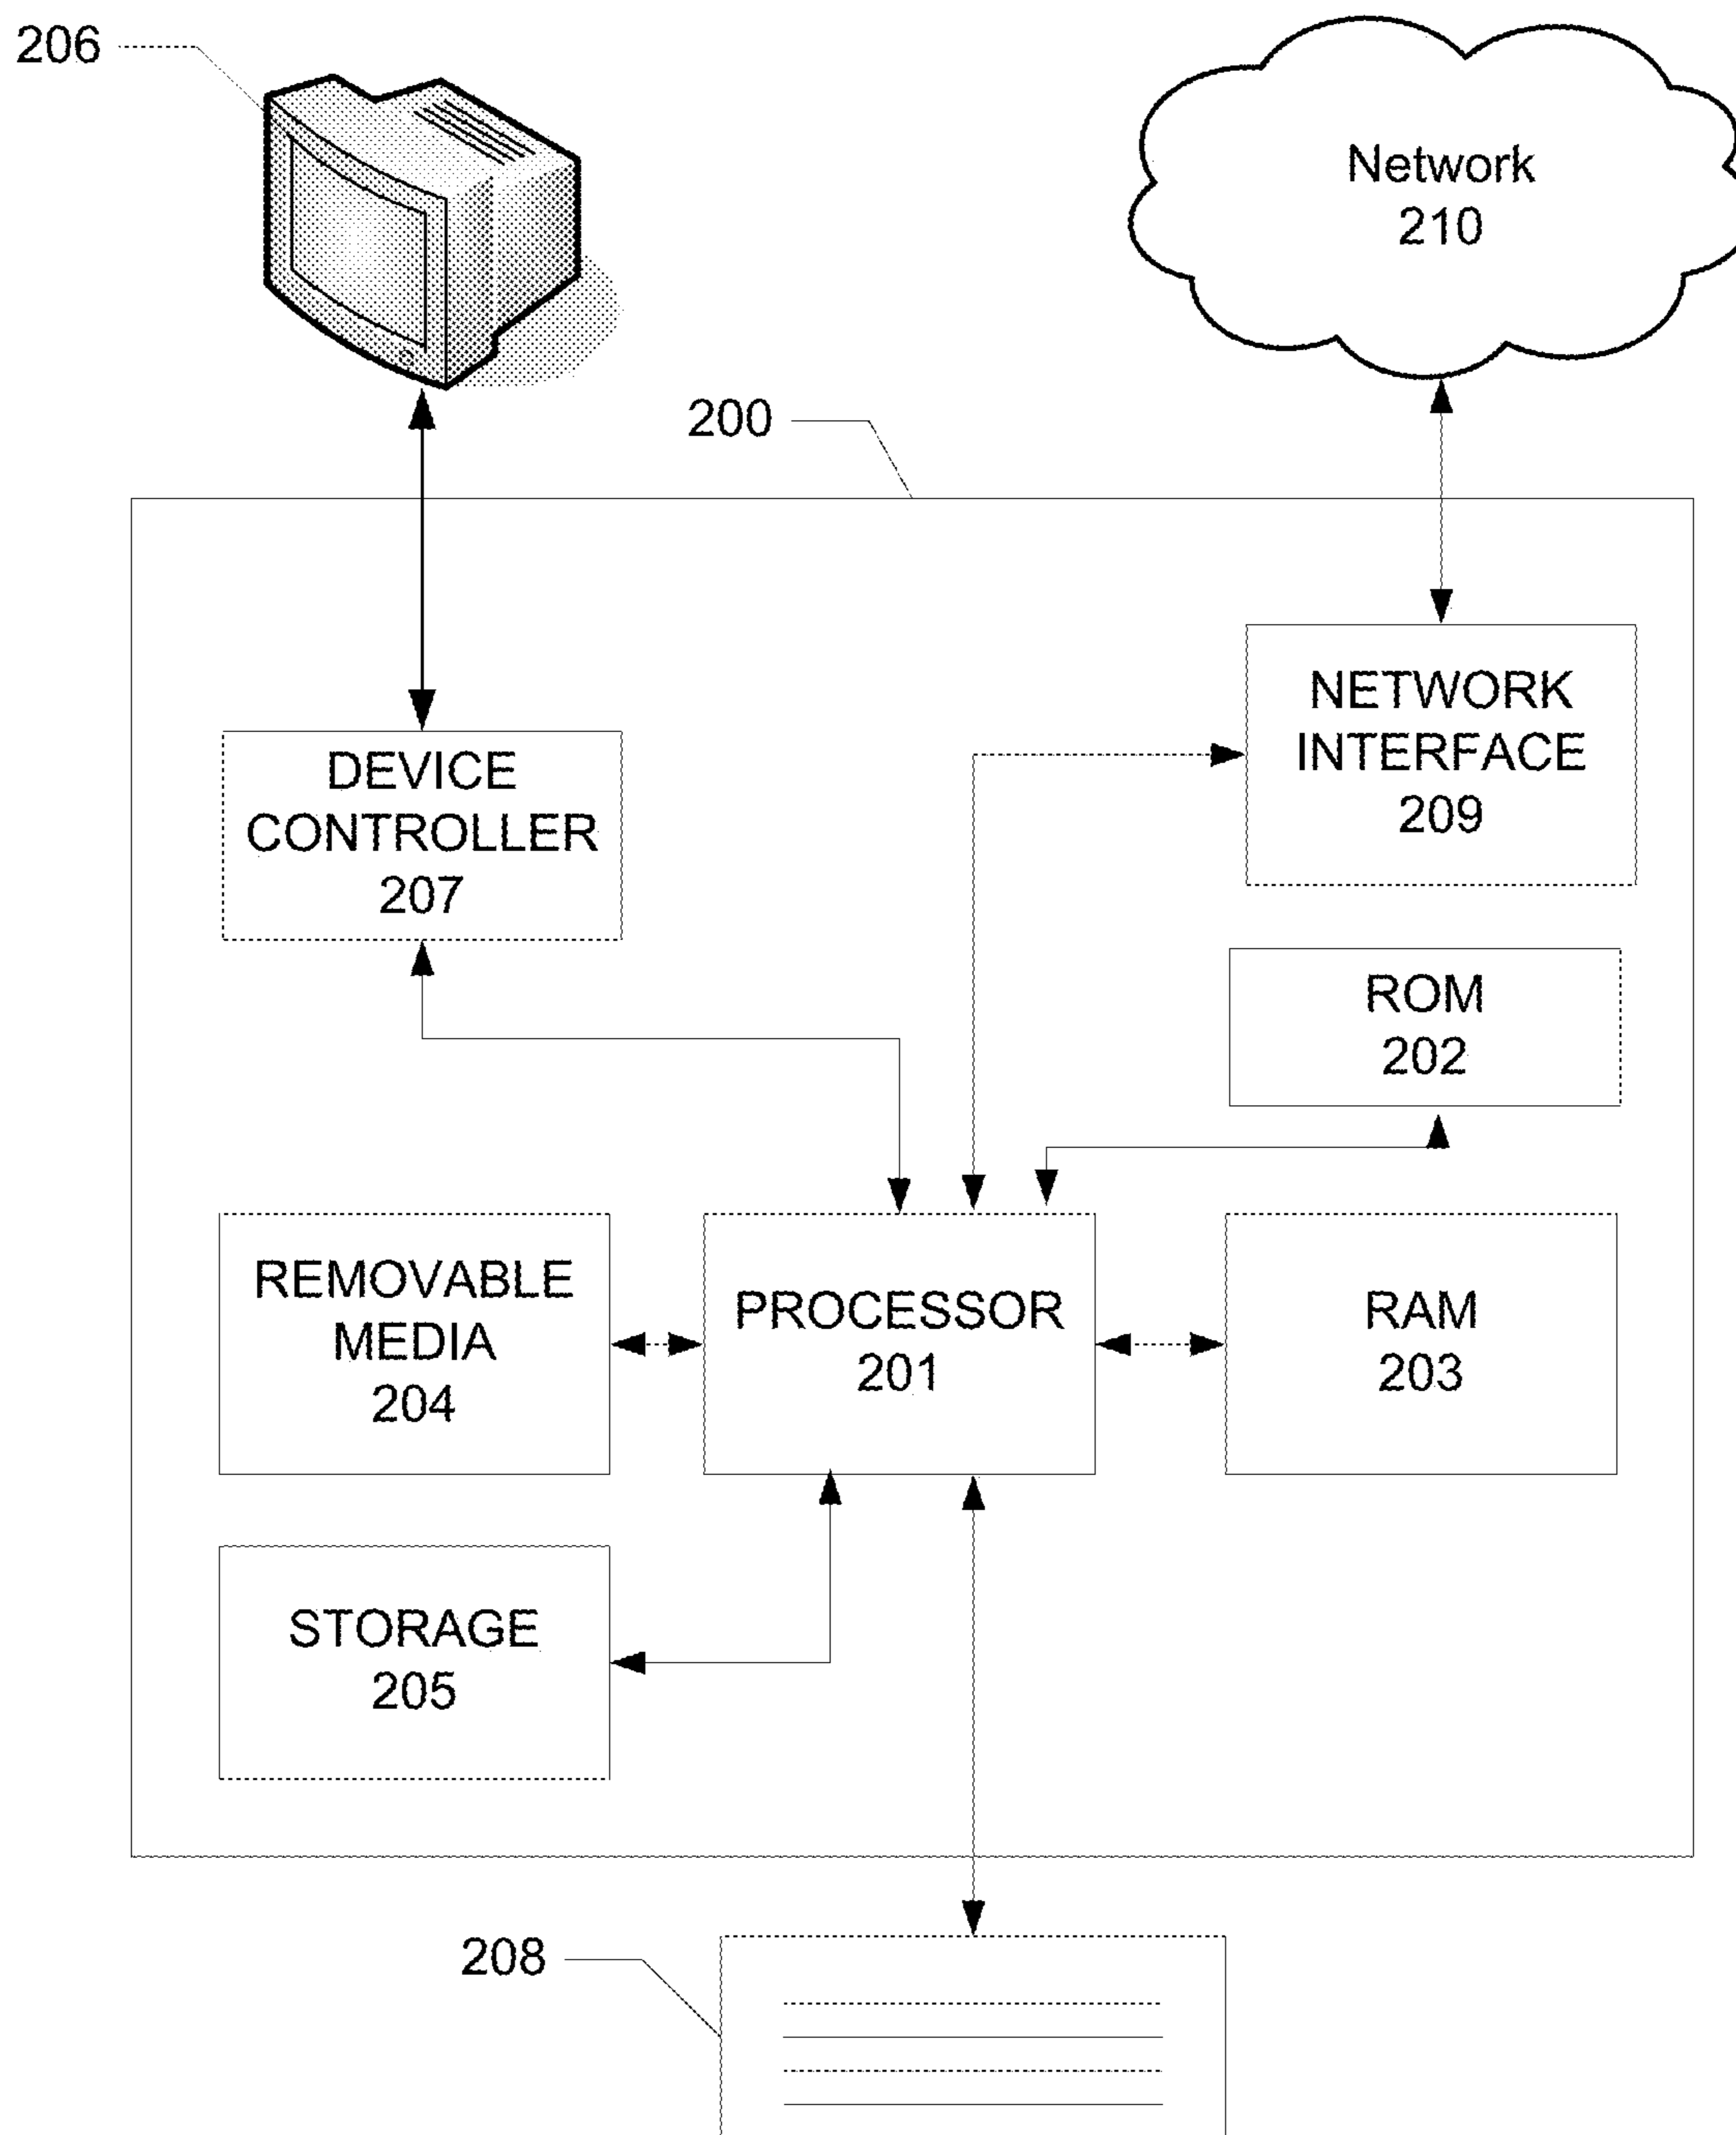 206
Network
210
200
NETWORK
INTERFACE
209
DEVICE
CONTROLLER
207
ROM
202
REMOVABLE
MEDIA
204
PROCESSOR
201
RAM
203
STORAGE
205
208